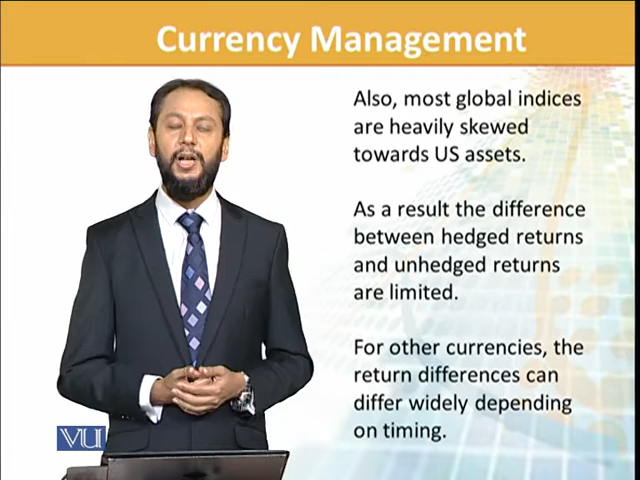 Currency Management
Also, most global indices
are heavily skewed
towards US assets.
As a result the difference
between hedged returns
and unhedged returns
are limited.
For other currencies, the
return differences can
differ widely depending
on timing.
VU